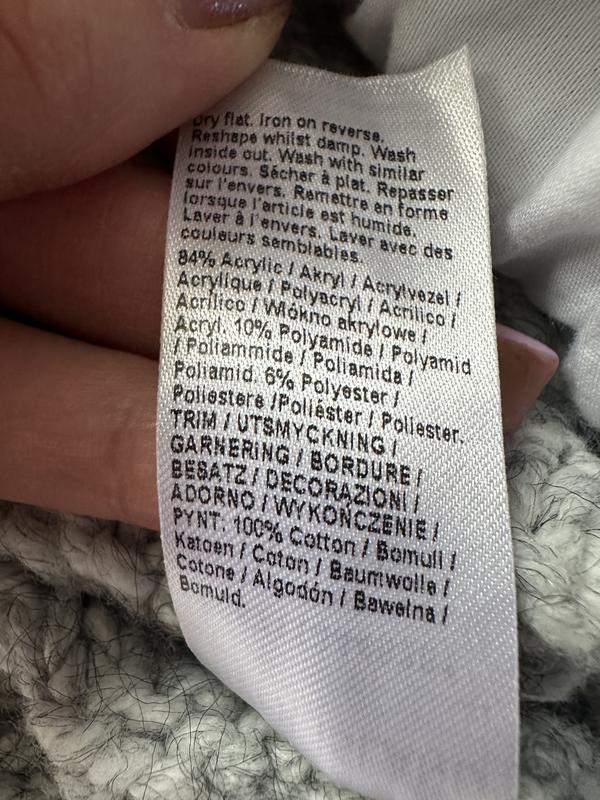 Dry flat. Iron on reverse.
Reshape whilst damp. Wash
inside out. Wash with similar
colours. Sécher à plat. Repasser
sur l'envers. Remettre en forme
lorsque l'article est humide.
Laver à l'envers. Laver avec des
couleurs semblables.
84% Acrylic / Akryl / Acrylvezel /
Acrylique / Polyacryl / Acrilico /
Acrílico / Włókno akrylowe /
Acryl. 10% Polyamide / Polyamid
/ Poliammide / Poliamida /
Poliamid. 6% Polyester /
Poliestere /Poliéster / Poliester.
TRIM / UTSMYCKNING /
GARNERING / BORDURE /
BESATZ / DECORAZIONI /
ADORNO / WYKOŃCZENIE /
PYNT: 100% Cotton / Bomull /
Katoen / Coton / Baumwolle /
Cotone / Algodón / Bawełna /
Bomuld.